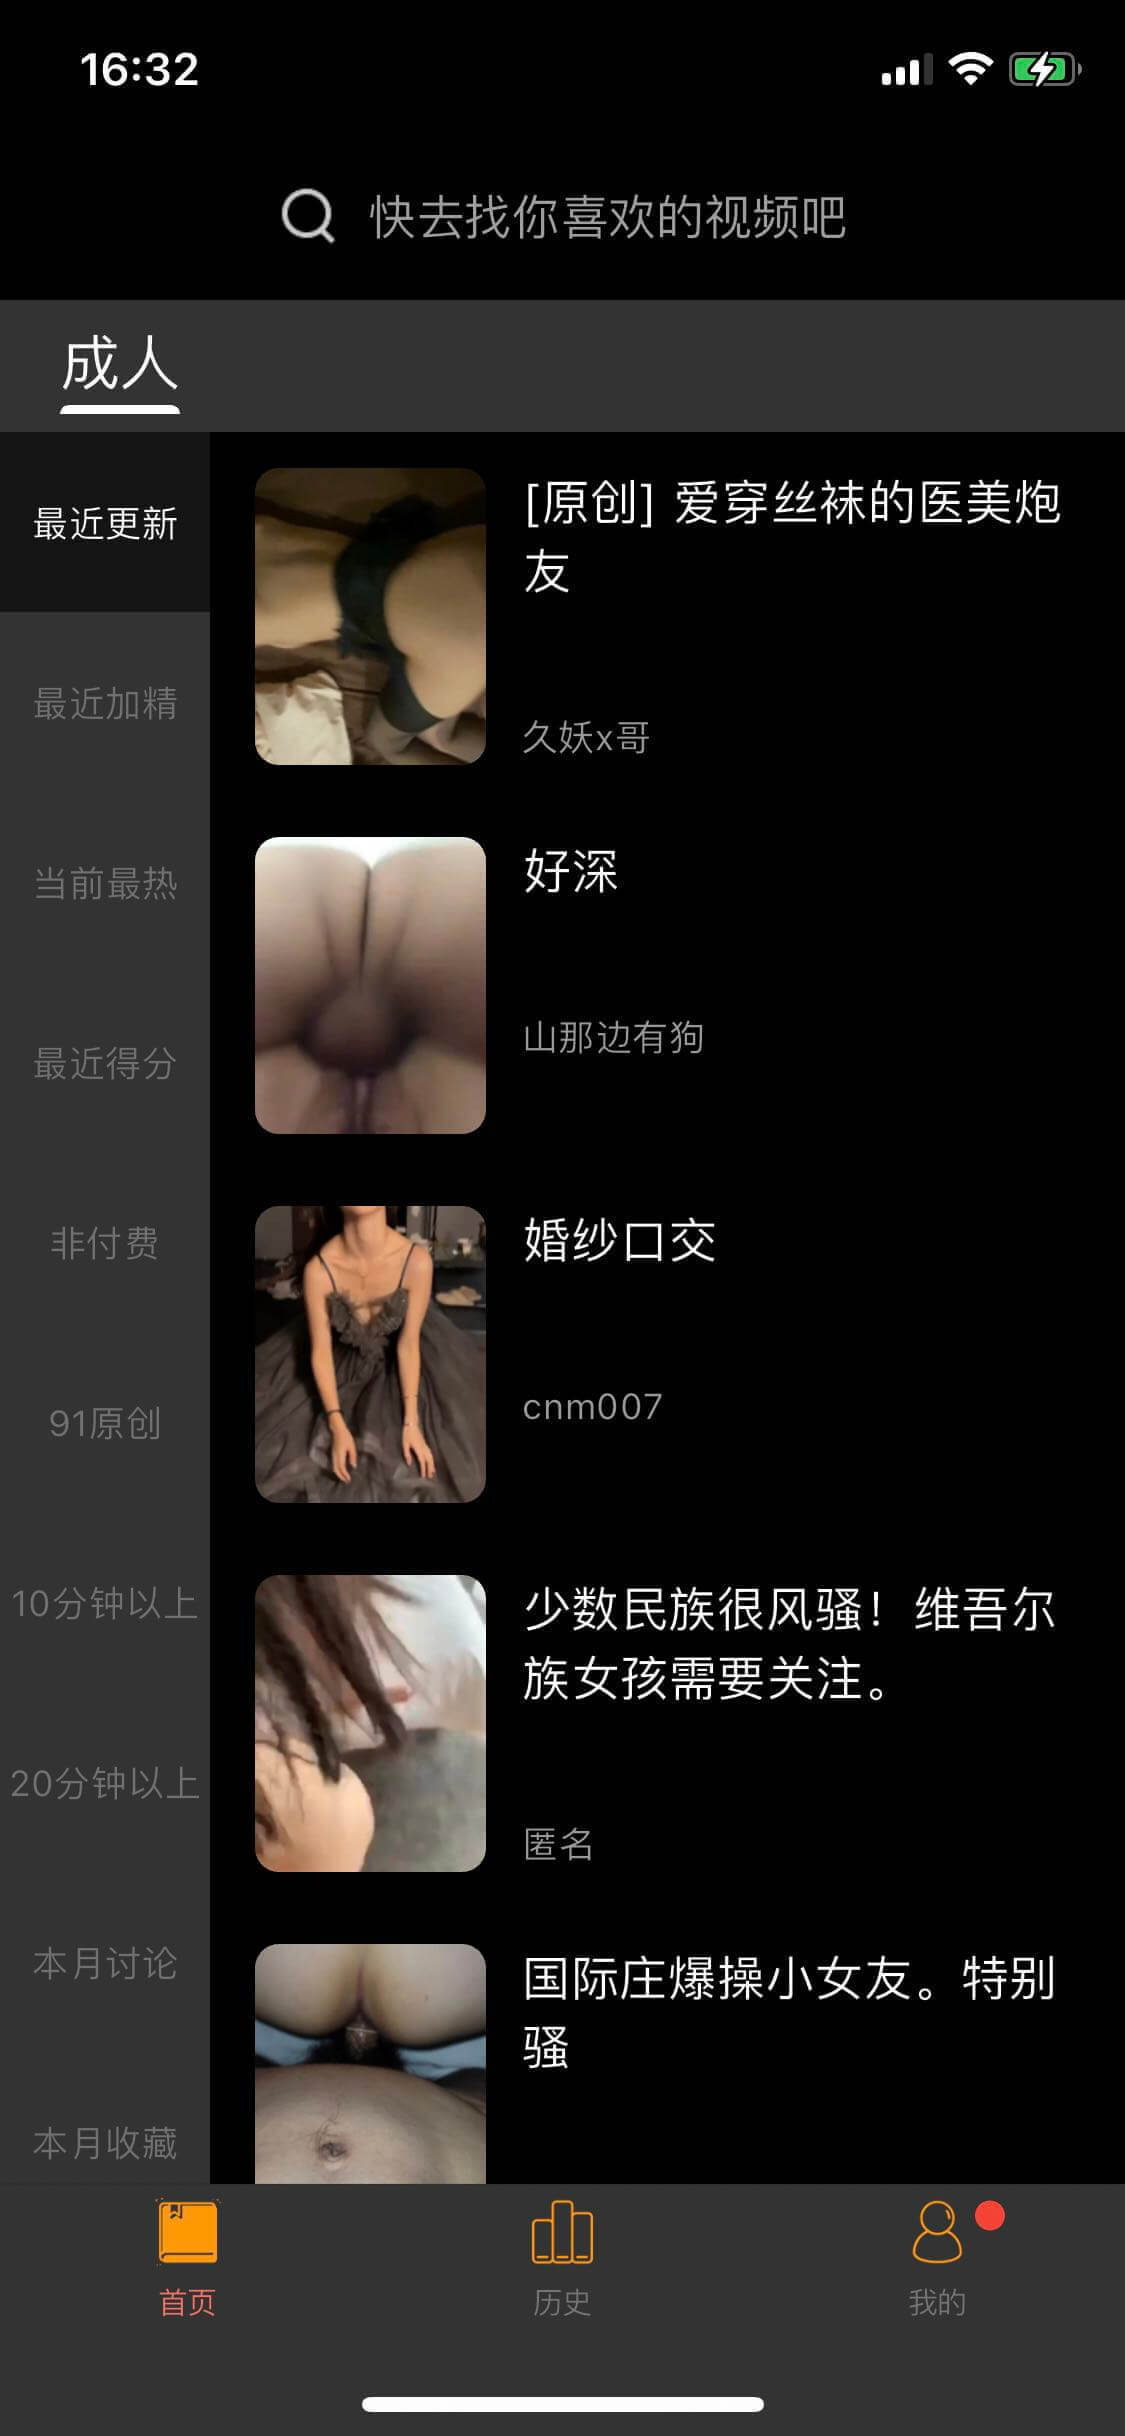 16:32
快去找你喜欢的视频吧
成人
最近更新
最近加精
当前最热
最近得分
非付费
91原创
10分钟以上
20分钟以上
本月讨论
本月收藏
[原创] 爱穿丝袜的医美炮
友
久妖x哥
好深
山那边有狗
婚纱口交
cnm007
少数民族很风骚！维吾尔
族女孩需要关注。
匿名
国际庄爆操小女友。特别
骚
首页
历史
我的